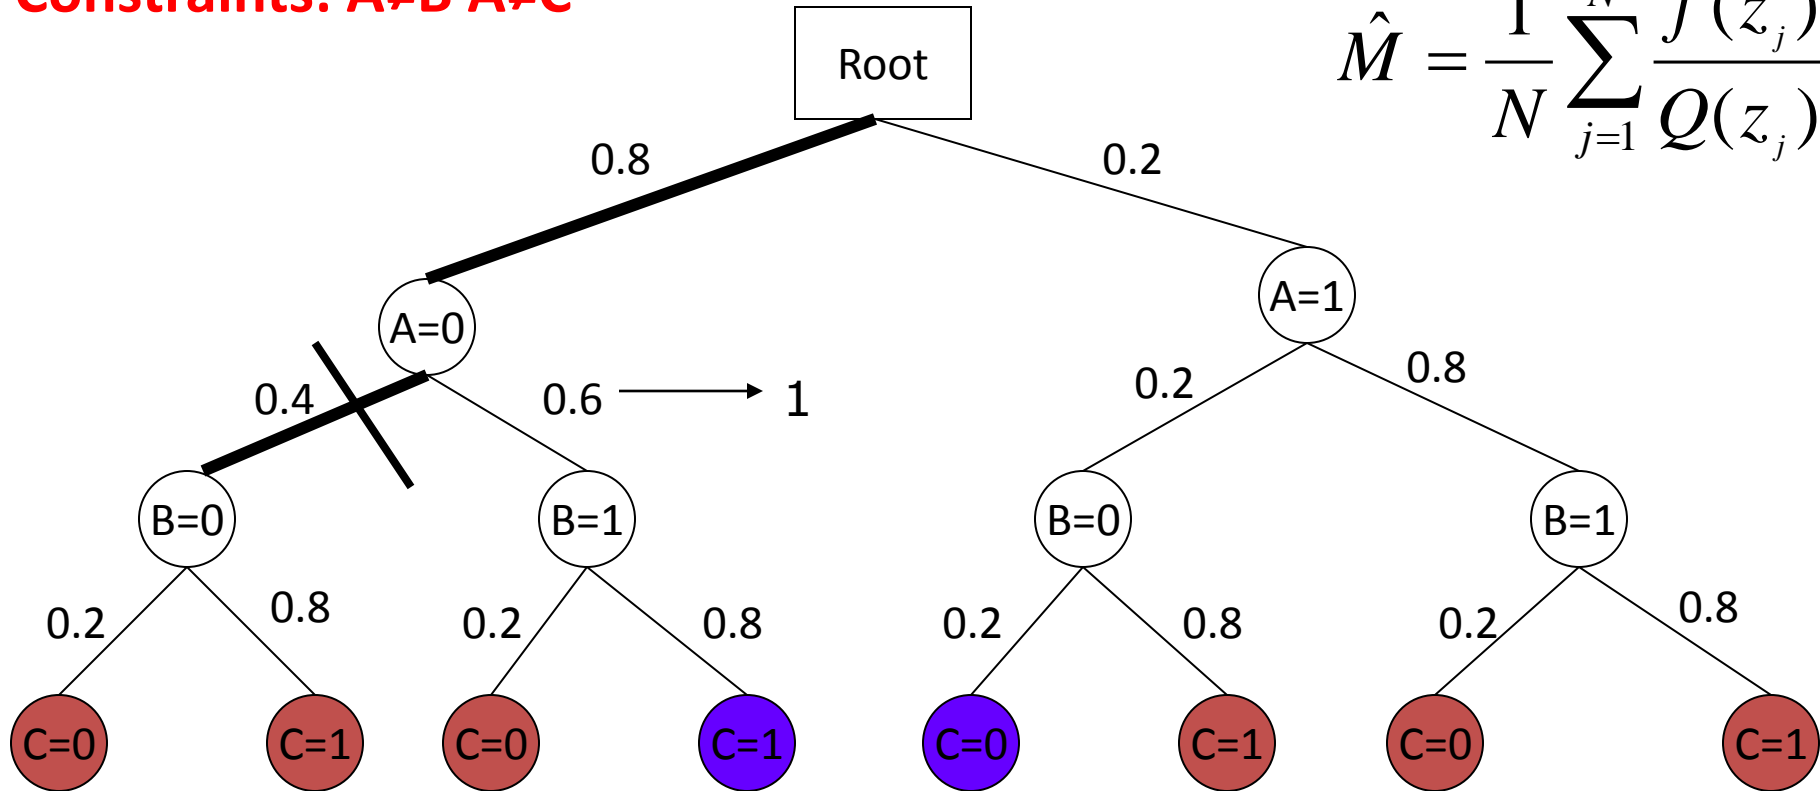 Constraints: A≠B A≠C
Root
M̂ = 1/N ∑ j=1 N f(z_j)/Q(z_j)
0.8 0.2
A=0 A=1
0.4 0.6 1 0.2 0.8
B=0 B=1 B=0 B=1
0.2 0.8 0.2 0.8 0.2 0.8 0.2 0.8
C=0 C=1 C=0 C=1 C=0 C=1 C=0 C=1